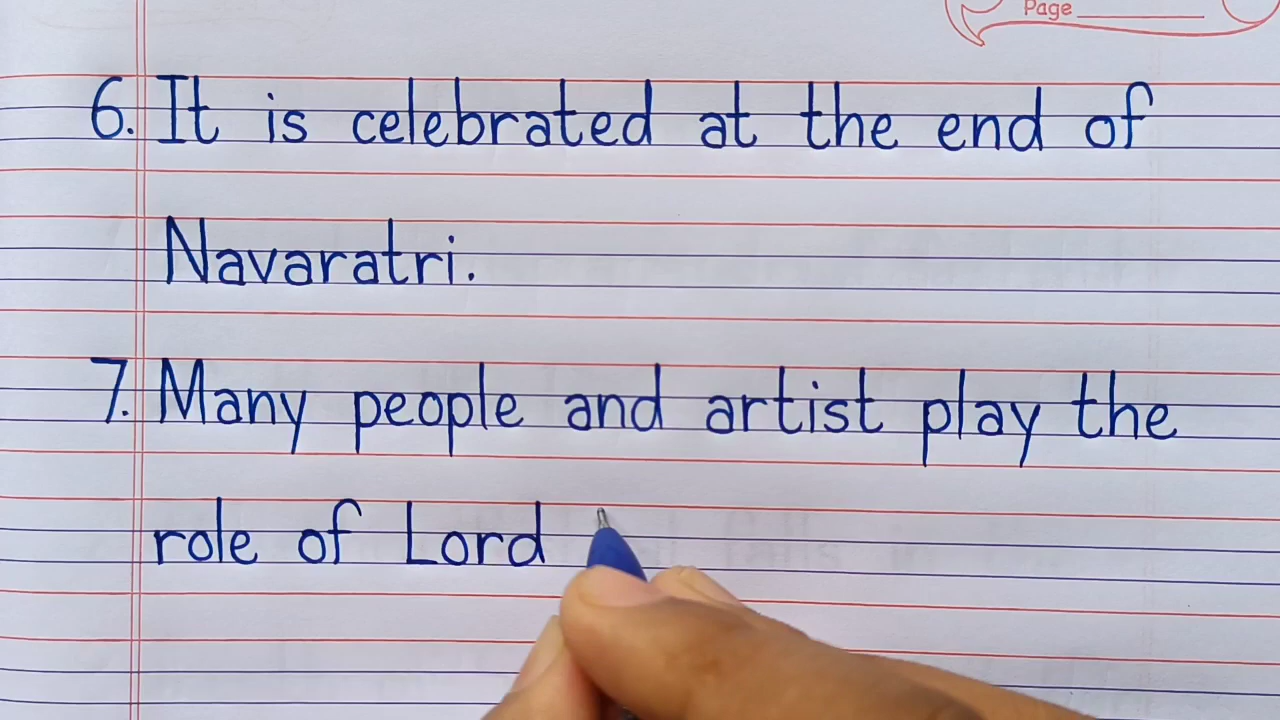 Page
6. It is celebrated at the end of
Navaratri.
7. Many people and artist play the
role of Lord